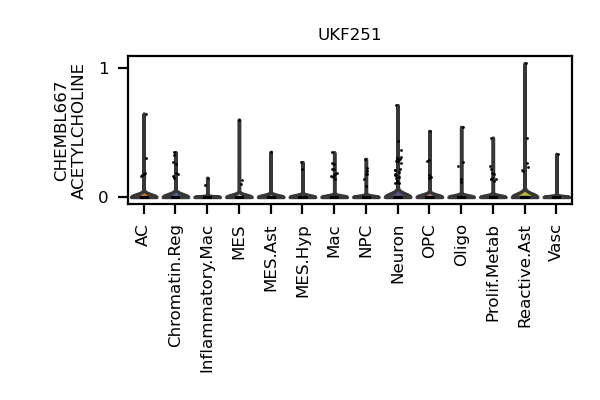 UKF251
CHEMBL667
ACETYLCHOLINE
1
0
AC
Chromatin.Reg
Inflammatory.Mac
MES
MES.Ast
MES.Hyp
Mac
NPC
Neuron
OPC
Oligo
Prolif.Metab
Reactive.Ast
Vasc